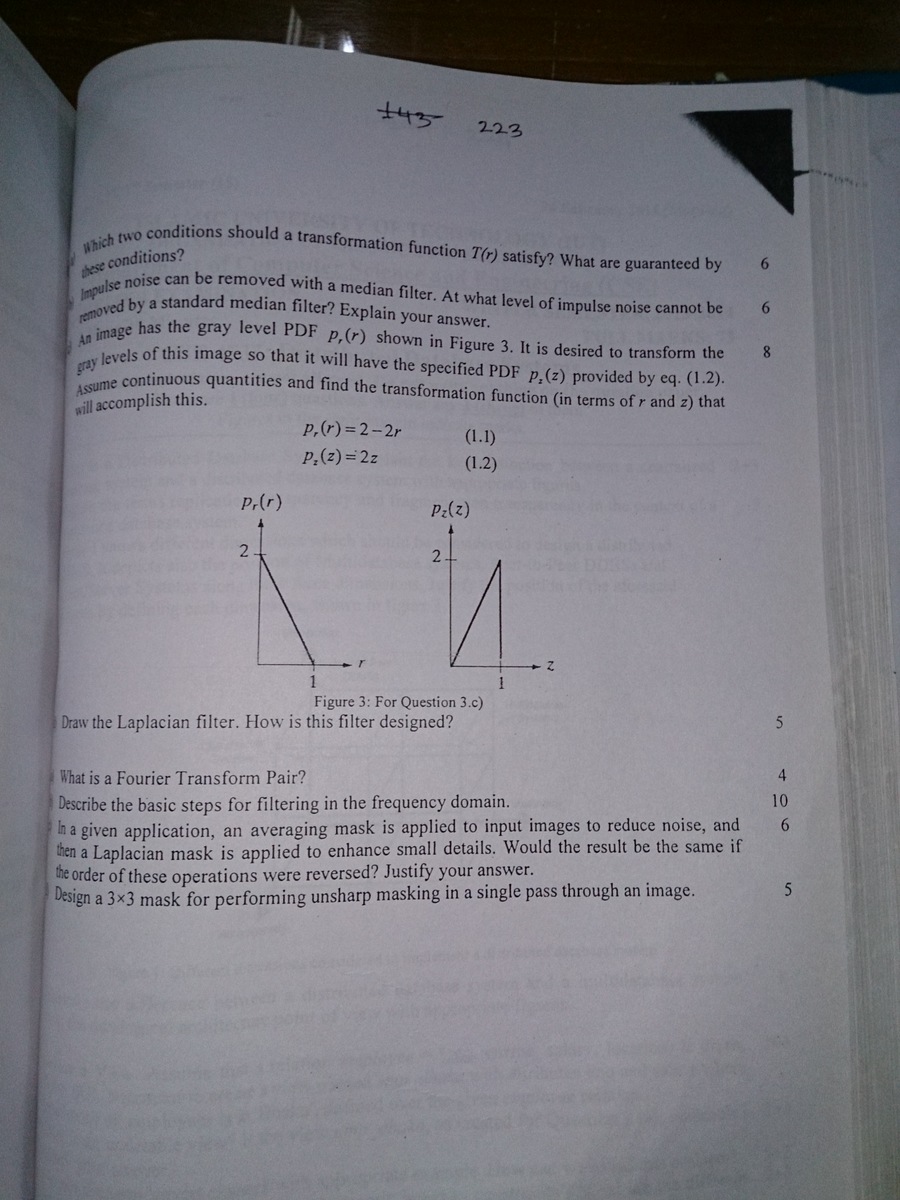 143 223
Which two conditions should a transformation function T(r) satisfy? What are guaranteed by 6
these conditions?
Impulse noise can be removed with a median filter. At what level of impulse noise cannot be 6
removed by a standard median filter? Explain your answer.
An image has the gray level PDF pᵣ(r) shown in Figure 3. It is desired to transform the 8
gray levels of this image so that it will have the specified PDF p_z(z) provided by eq. (1.2).
Assume continuous quantities and find the transformation function (in terms of r and z) that
will accomplish this.
pᵣ(r)=2−2r (1.1)
p_z(z)=2z (1.2)
pᵣ(r) p_z(z)
2 2
r z
1 1
Figure 3: For Question 3.c)
Draw the Laplacian filter. How is this filter designed? 5
What is a Fourier Transform Pair? 4
Describe the basic steps for filtering in the frequency domain. 10
In a given application, an averaging mask is applied to input images to reduce noise, and 6
then a Laplacian mask is applied to enhance small details. Would the result be the same if
the order of these operations were reversed? Justify your answer.
Design a 3×3 mask for performing unsharp masking in a single pass through an image. 5